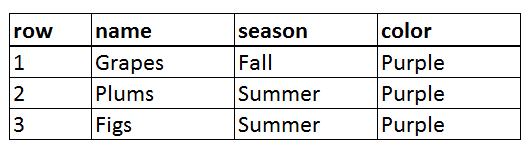 row name season color
1 Grapes Fall Purple
2 Plums Summer Purple
3 Figs Summer Purple